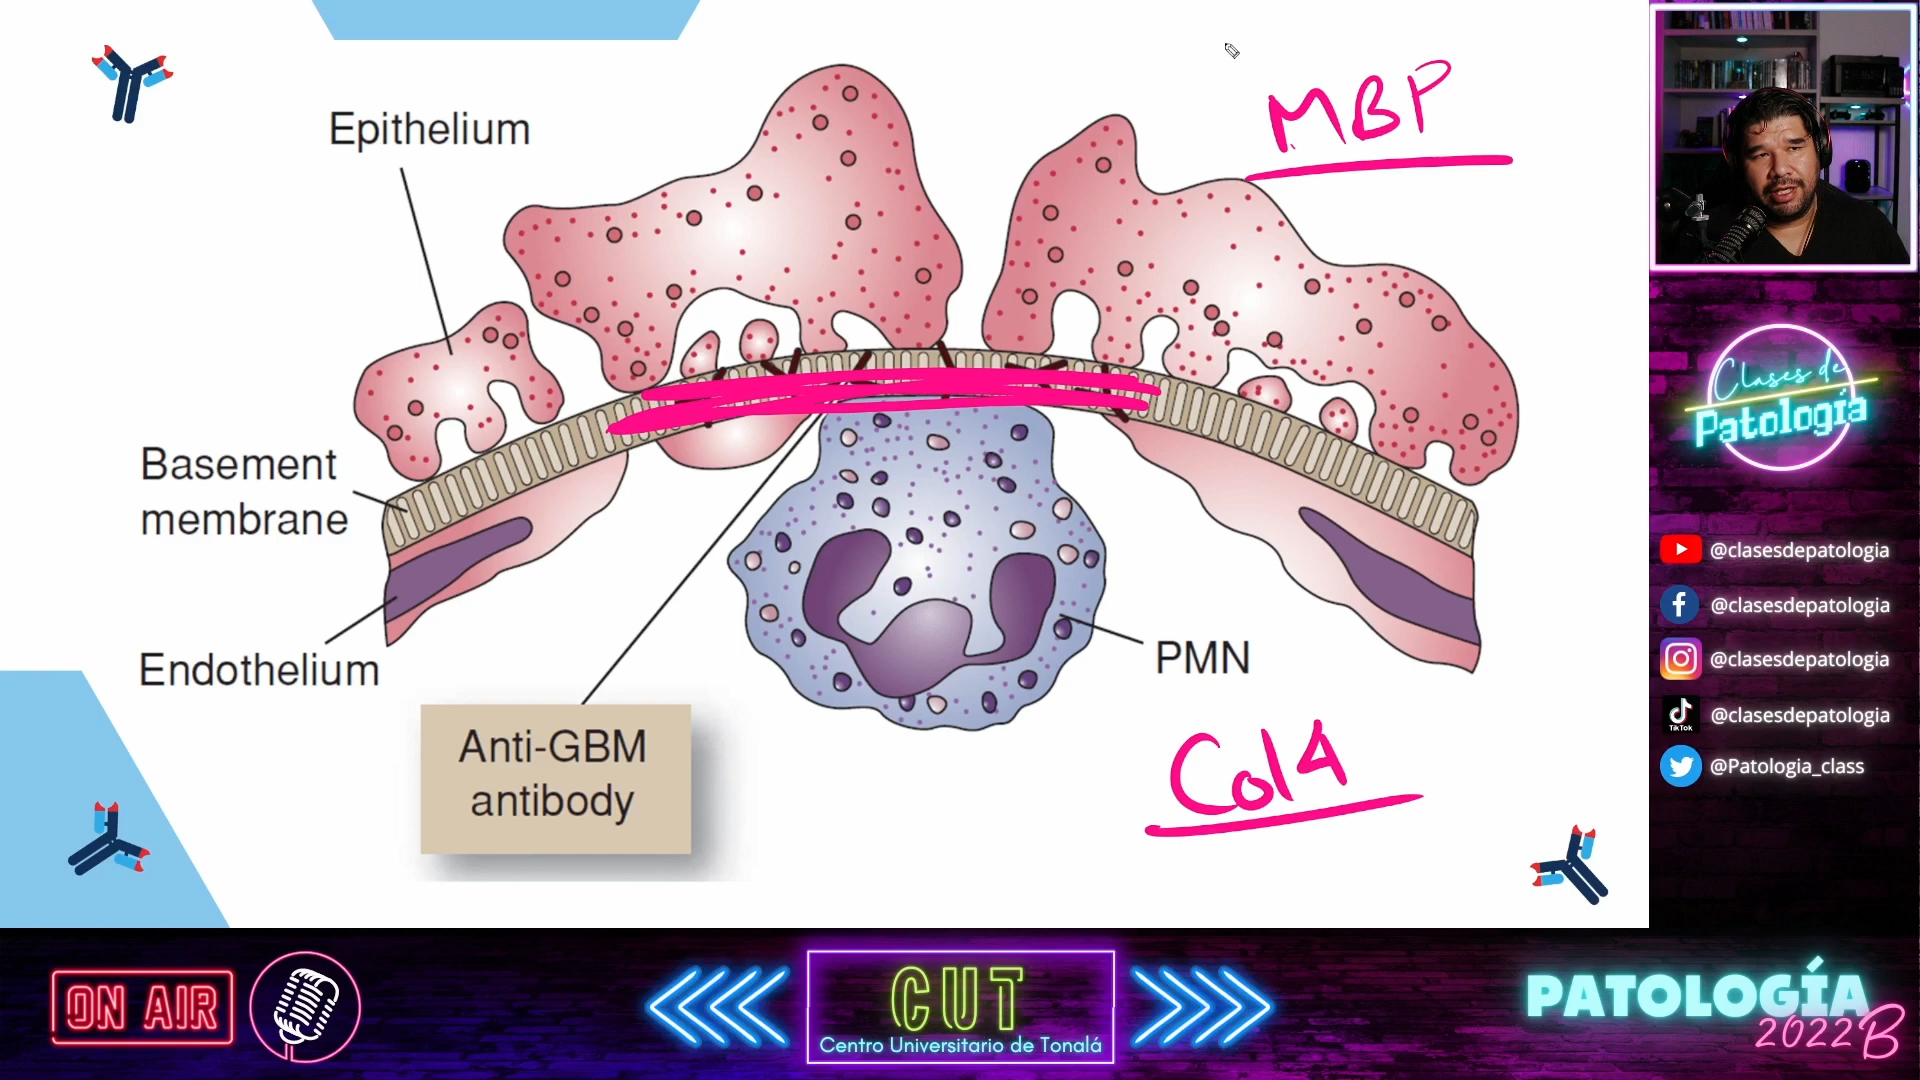 MBP
Epithelium
Basement
membrane
Endothelium
Anti-GBM
antibody
PMN
Col4
Clases de
Patología
@clasesdepatologia
@clasesdepatologia
@clasesdepatologia
TikTok
@clasesdepatologia
@Patologia_class
ON AIR
CUT
Centro Universitario de Tonalá
PATOLOGÍA
2022B